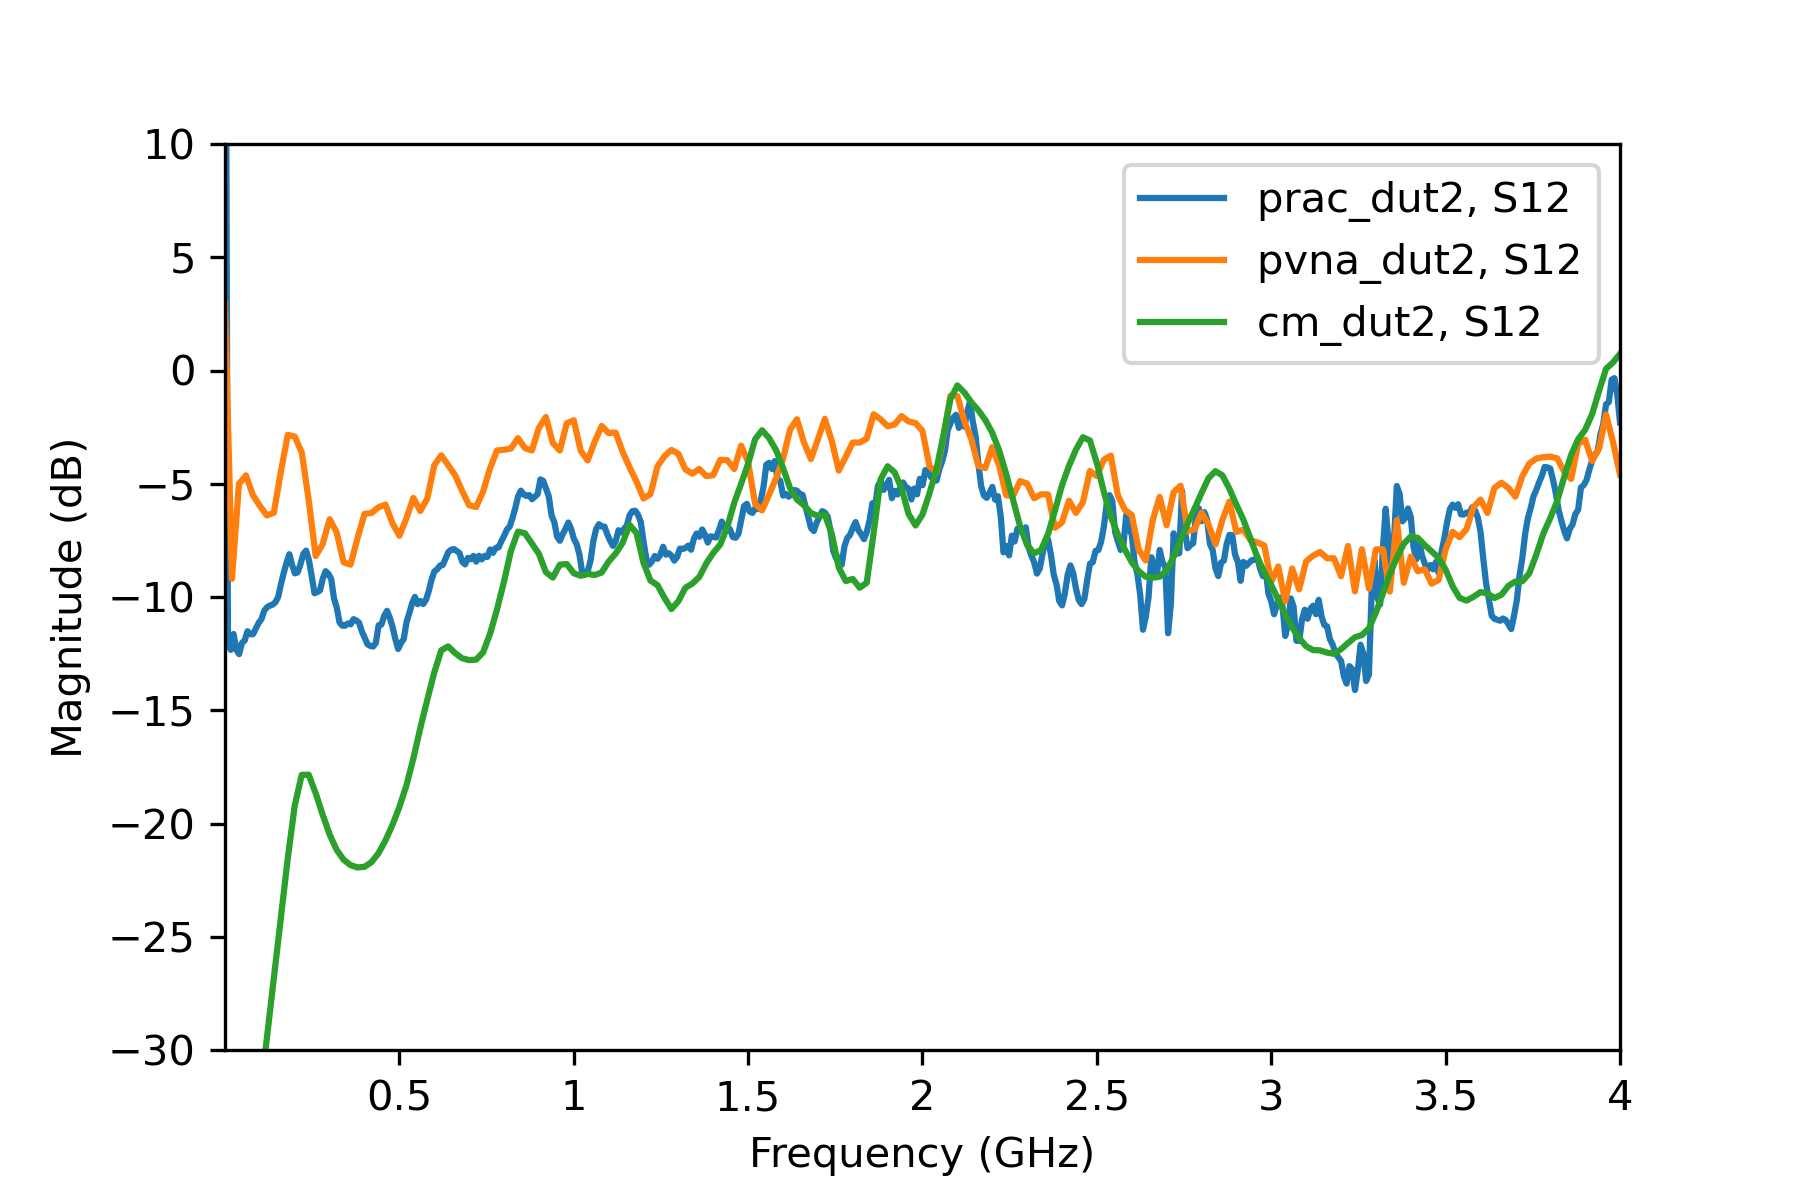 10
5
0
−5
−10
−15
−20
−25
−30
Magnitude (dB)
prac_dut2, S12
pvna_dut2, S12
cm_dut2, S12
0.5 1 1.5 2 2.5 3 3.5 4
Frequency (GHz)